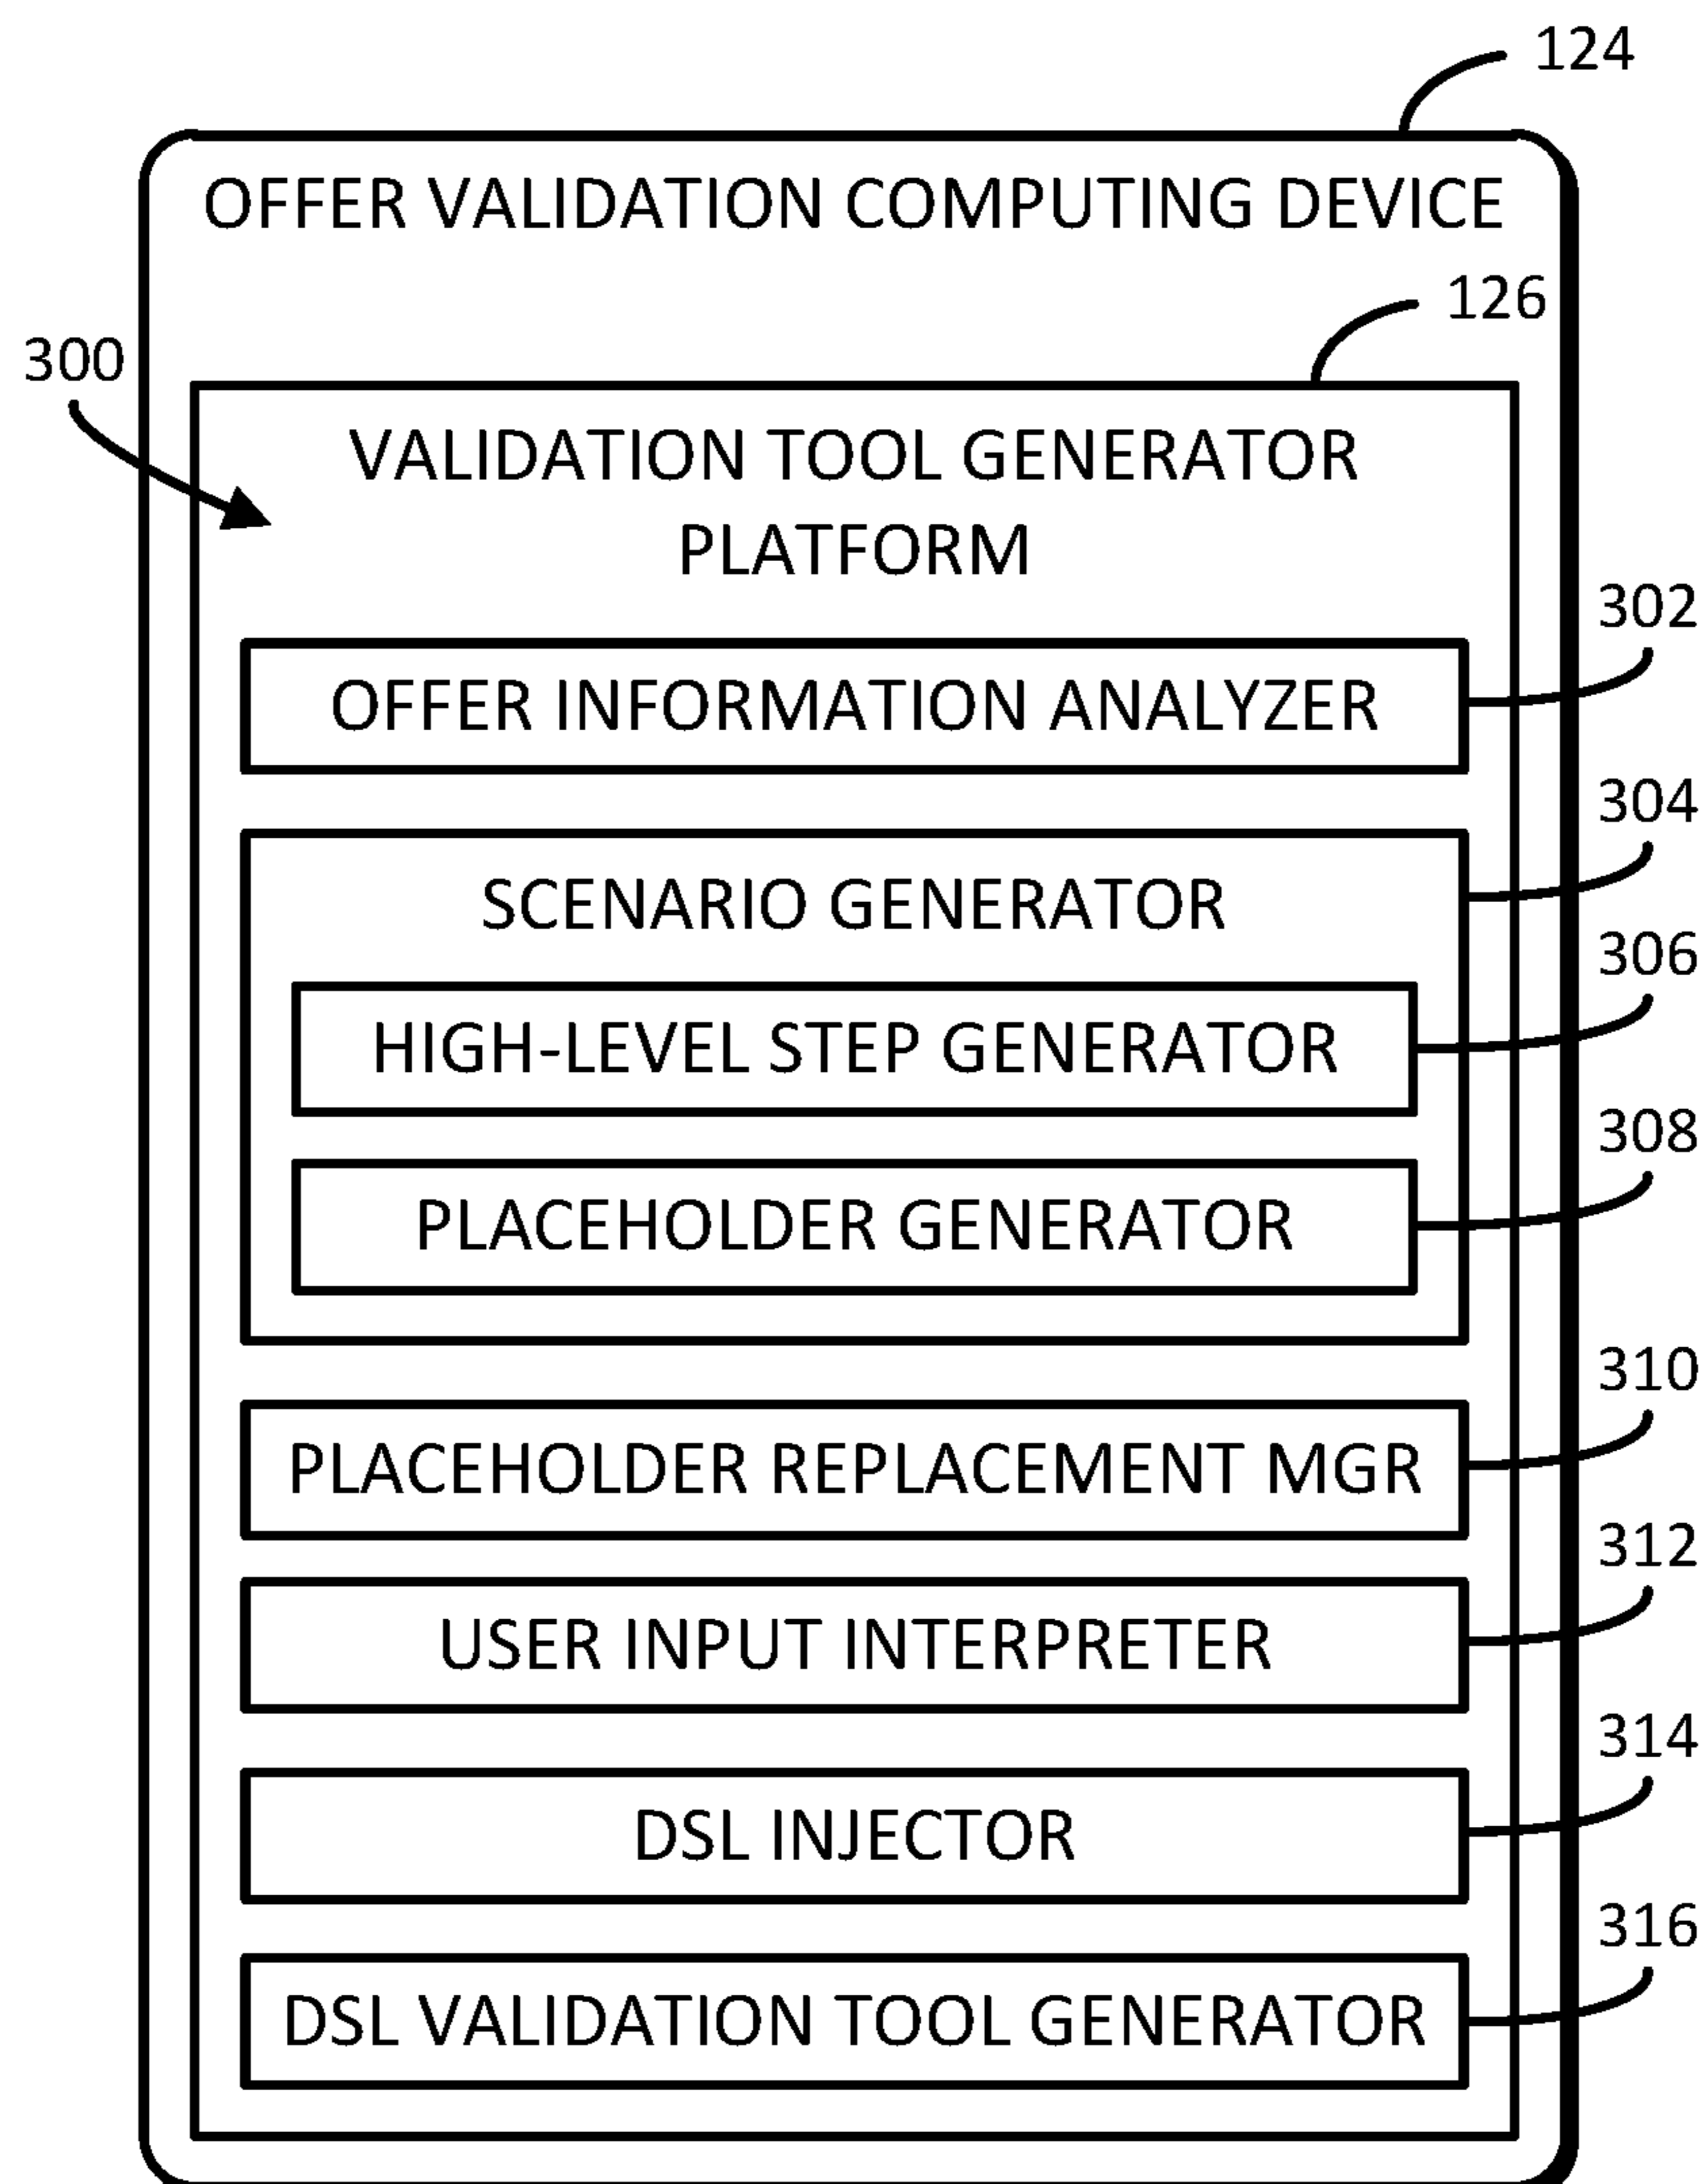 124
OFFER VALIDATION COMPUTING DEVICE
126
300
VALIDATION TOOL GENERATOR
PLATFORM
302
OFFER INFORMATION ANALYZER
304
SCENARIO GENERATOR
306
HIGH-LEVEL STEP GENERATOR
308
PLACEHOLDER GENERATOR
310
PLACEHOLDER REPLACEMENT MGR
312
USER INPUT INTERPRETER
314
DSL INJECTOR
316
DSL VALIDATION TOOL GENERATOR